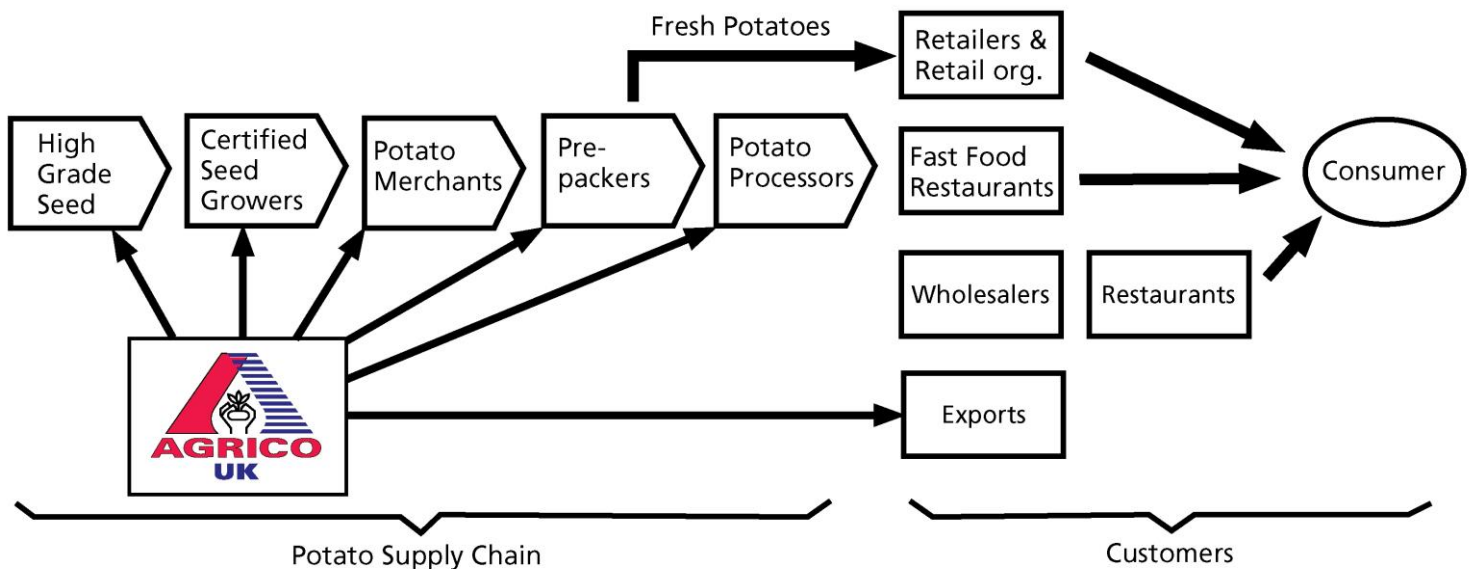 Fresh Potatoes
Retailers &
Retail org.
High
Grade
Seed
Certified
Seed
Growers
Potato
Merchants
Pre-
packers
Potato
Processors
Fast Food
Restaurants
Consumer
Wholesalers
Restaurants
AGRICO
UK
Exports
Potato Supply Chain
Customers